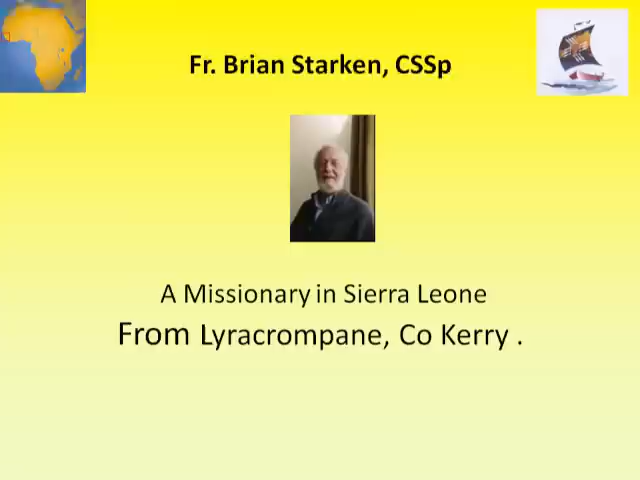 Fr. Brian Starken, CSSp
A Missionary in Sierra Leone
From Lyracrompane, Co Kerry .